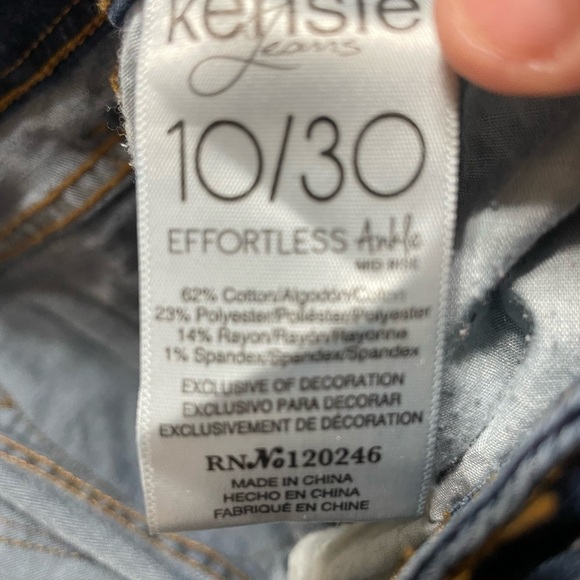 kensie
Jeans
10/30
EFFORTLESS Ankle
MID RISE
62% Cotton/Algodón/Coton
23% Polyester/Poliéster/Polyester
14% Rayon/Rayón/Rayonne
1% Spandex/Spandex/Spandex
EXCLUSIVE OF DECORATION
EXCLUSIVO PARA DECORAR
EXCLUSIVEMENT DE DÉCORATION
RN No 120246
MADE IN CHINA
HECHO EN CHINA
FABRIQUÉ EN CHINE